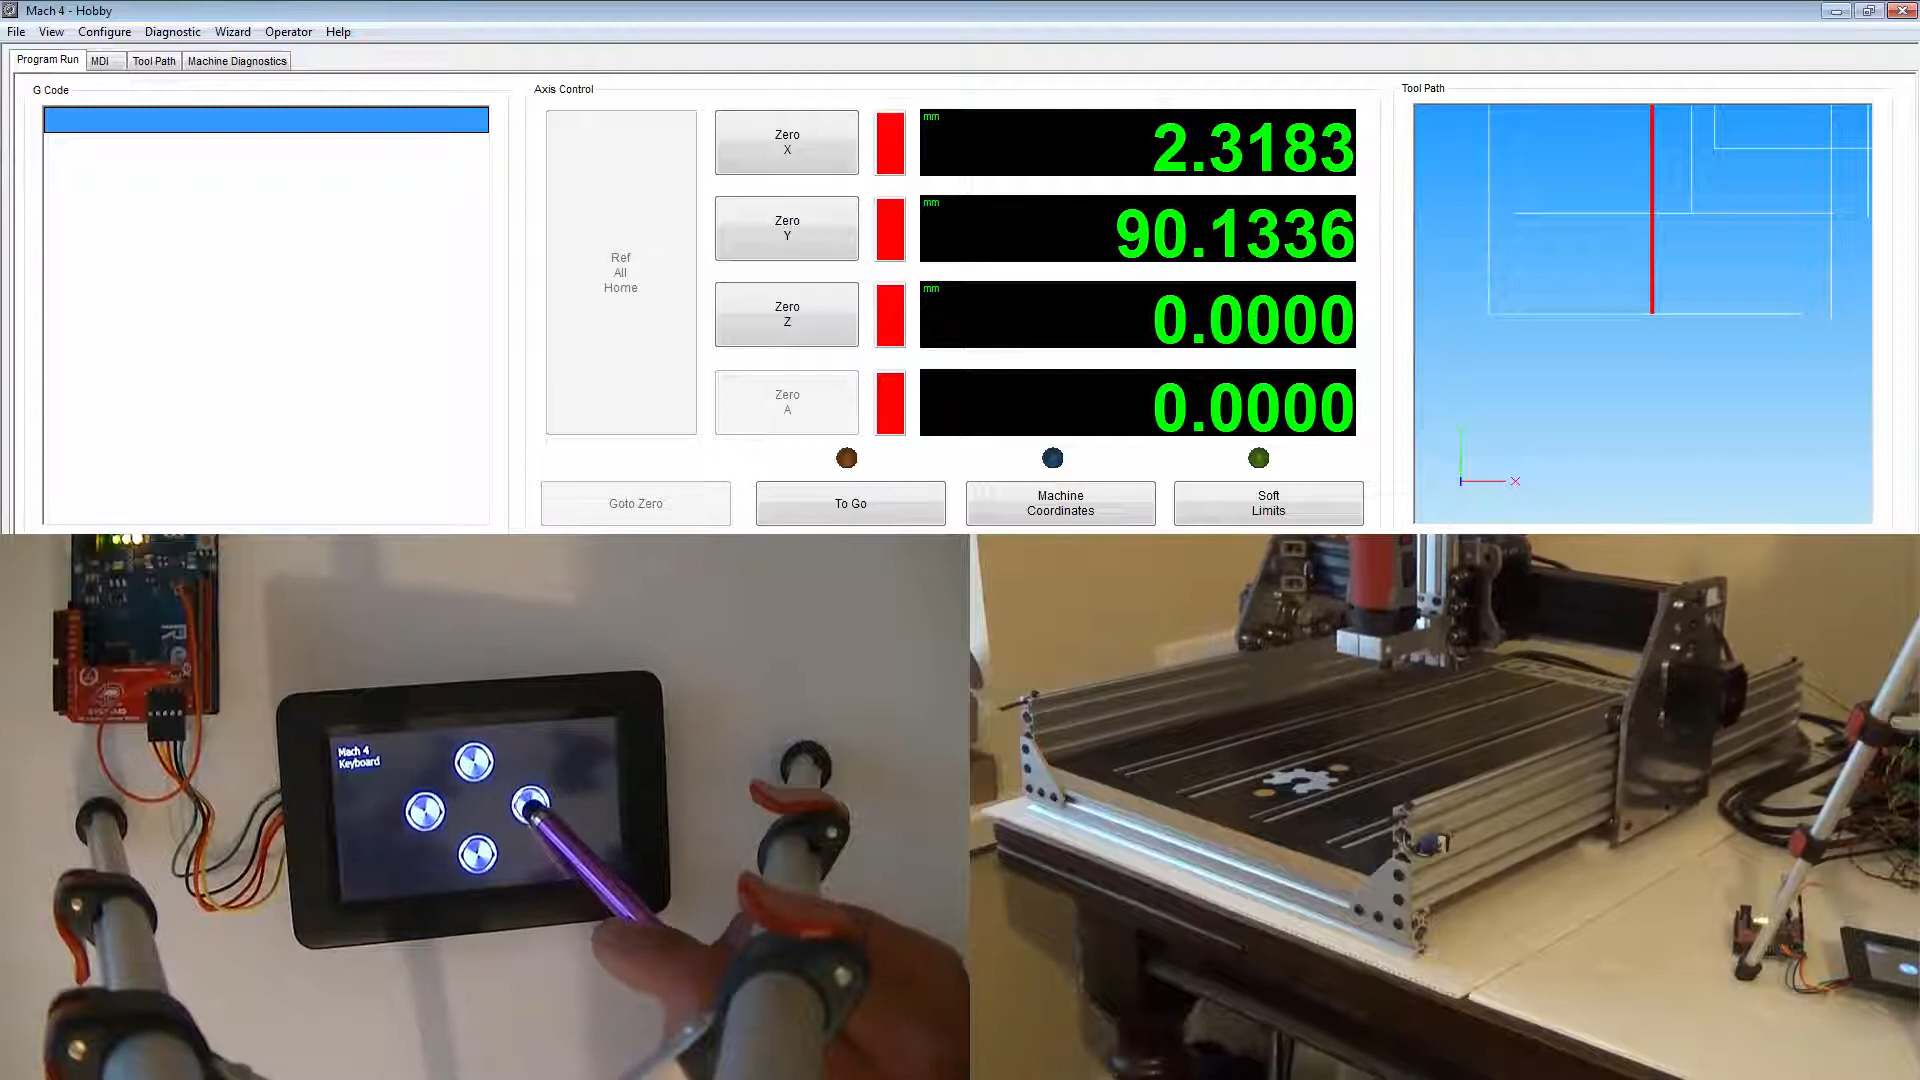 Mach 4 - Hobby
File View Configure Diagnostic Wizard Operator Help
Program Run MDI Tool Path Machine Diagnostics
G Code
Axis Control
Tool Path
Ref
All
Home
Zero
X
mm
2.3183
Zero
Y
mm
90.1336
Zero
Z
mm
0.0000
Zero
A
0.0000
Goto Zero
To Go
Machine
Coordinates
Soft
Limits
Mach 4
Keyboard